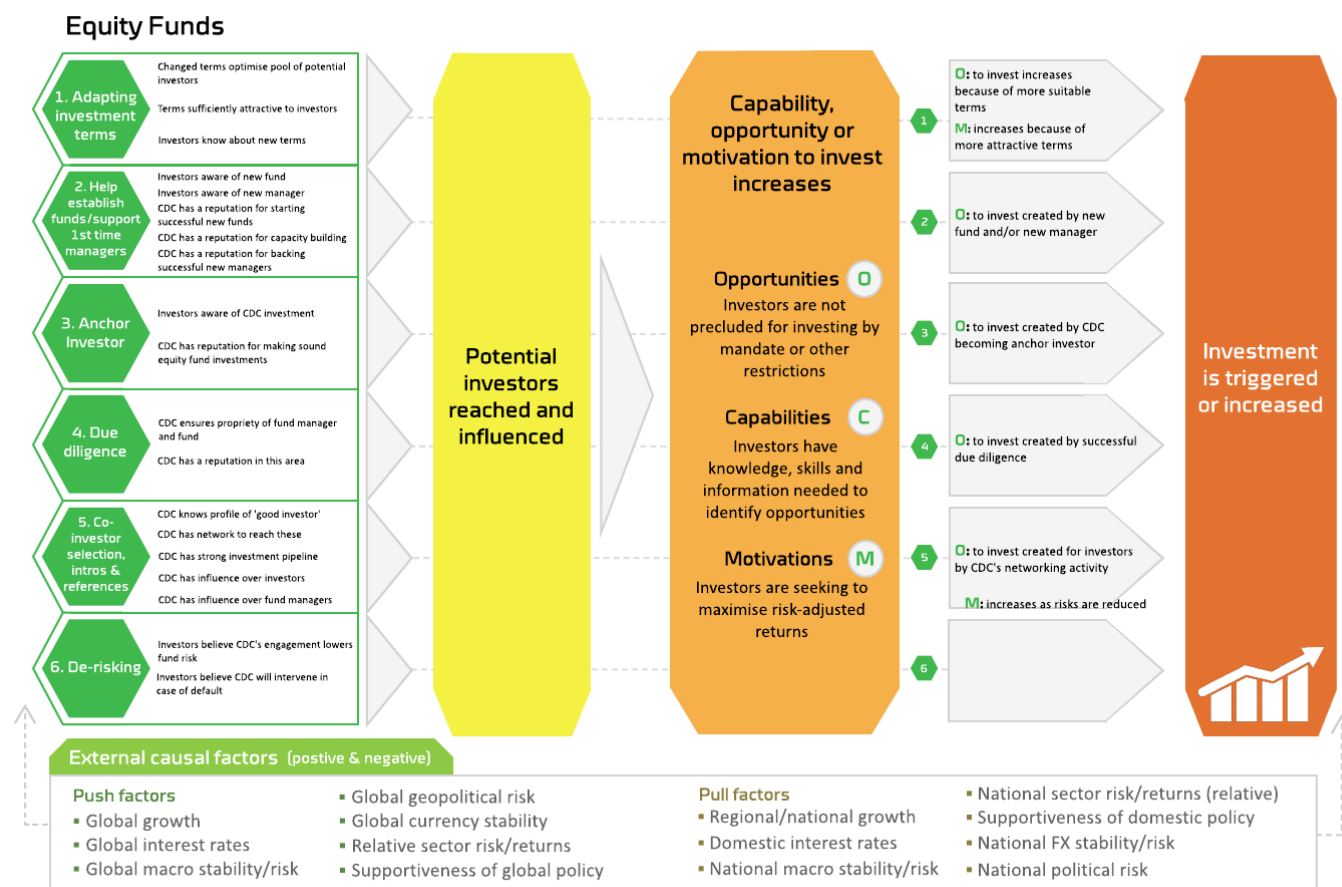 Equity Funds
1. Adapting
investment
terms
Changed terms optimise pool of potential
investors
Terms sufficiently attractive to investors
Investors know about new terms
2. Help
establish
funds/support
1st time
managers
Investors aware of new fund
Investors aware of new manager
CDC has a reputation for starting
successful new funds
CDC has a reputation for capacity building
CDC has a reputation for backing
successful new managers
3. Anchor
Investor
Investors aware of CDC investment
CDC has reputation for making sound
equity fund investments
4. Due
diligence
CDC ensures propriety of fund manager
and fund
CDC has a reputation in this area
5. Co-
investor
selection,
intros &
references
CDC knows profile of 'good investor'
CDC has network to reach these
CDC has strong investment pipeline
CDC has influence over investors
CDC has influence over fund managers
6. De-risking
Investors believe CDC's engagement lowers
fund risk
Investors believe CDC will intervene in
case of default
Potential
investors
reached and
influenced
Capability,
opportunity or
motivation to invest
increases
Opportunities O
Investors are not
precluded for investing by
mandate or other
restrictions
Capabilities C
Investors have
knowledge, skills and
information needed to
identify opportunities
Motivations M
Investors are seeking to
maximise risk-adjusted
returns
1
O: to invest increases
because of more suitable
terms
M: increases because of
more attractive terms
2
O: to invest created by new
fund and/or new manager
3
O: to invest created by CDC
becoming anchor investor
4
O: to invest created by successful
due diligence
5
O: to invest created for investors
by CDC's networking activity
M: increases as risks are reduced
6
Investment
is triggered
or increased
External causal factors (postive & negative)
Push factors
▪ Global growth
▪ Global interest rates
▪ Global macro stability/risk
▪ Global geopolitical risk
▪ Global currency stability
▪ Relative sector risk/returns
▪ Supportiveness of global policy
Pull factors
▪ Regional/national growth
▪ Domestic interest rates
▪ National macro stability/risk
▪ National sector risk/returns (relative)
▪ Supportiveness of domestic policy
▪ National FX stability/risk
▪ National political risk